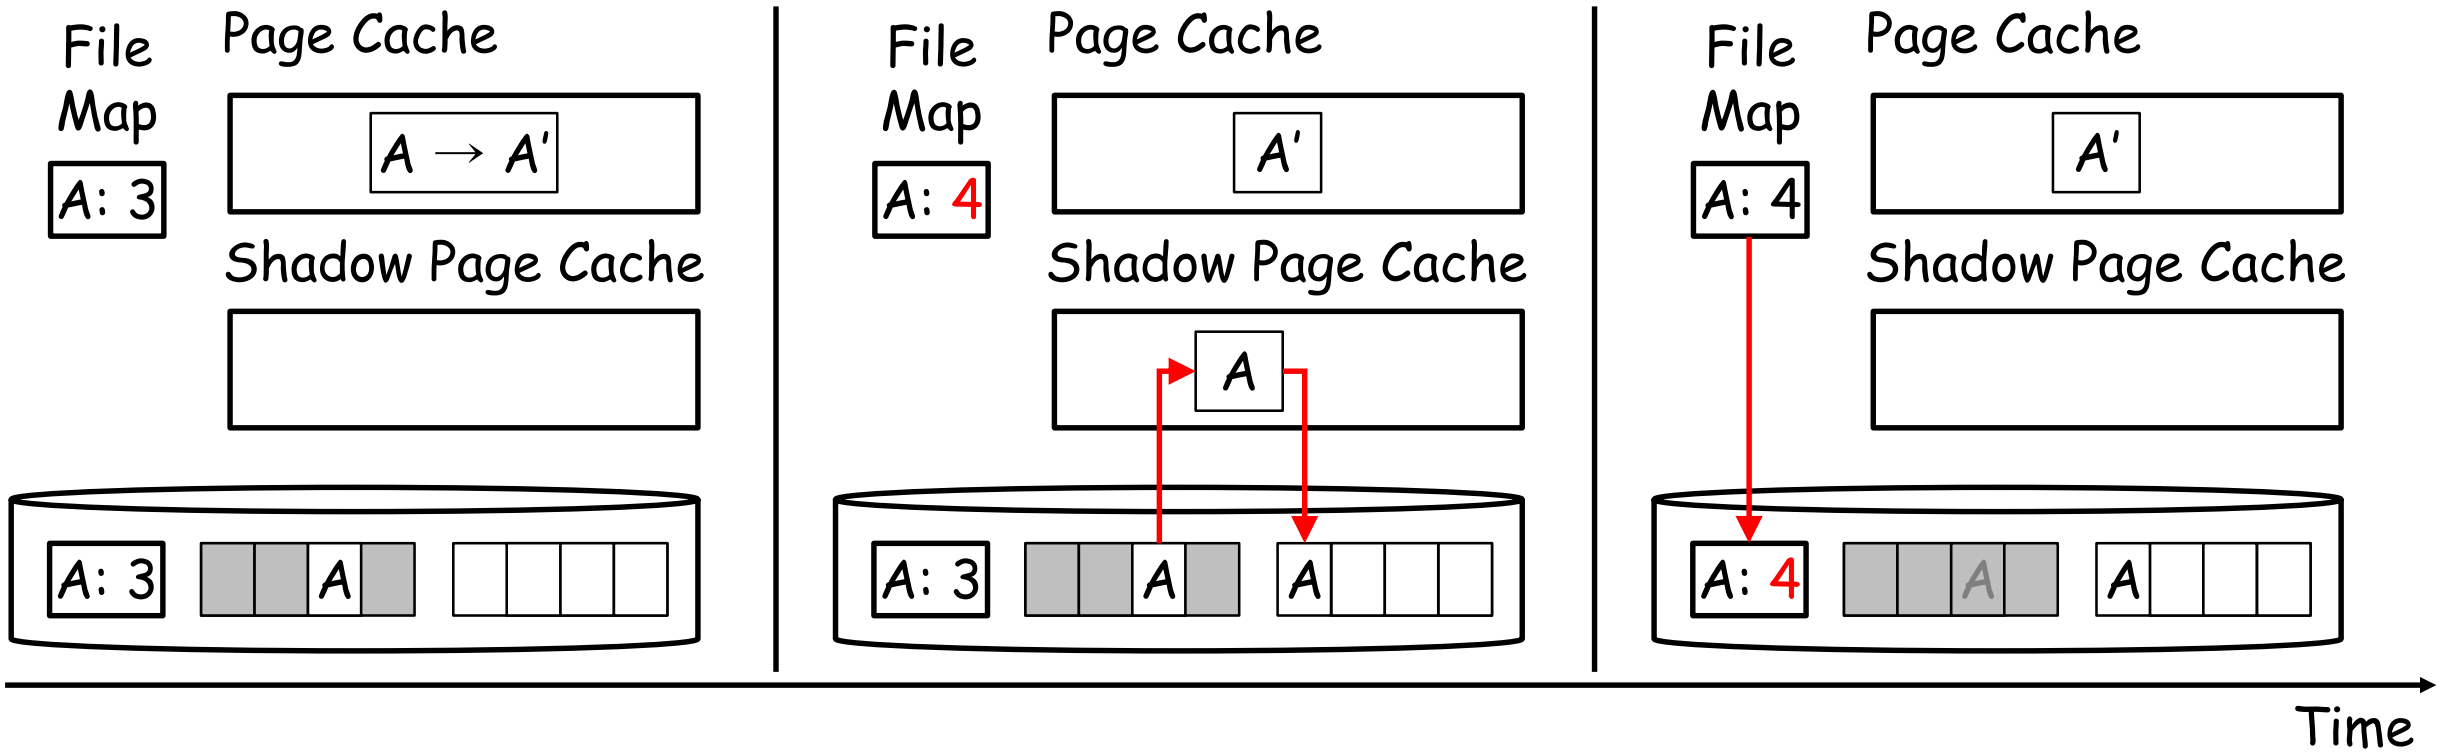 File Map
Page Cache
A → A'
A: 3
Shadow Page Cache
A: 3
A
File Map
Page Cache
A'
A: 4
Shadow Page Cache
A
A: 3
A
A
File Map
Page Cache
A'
A: 4
Shadow Page Cache
A: 4
A
A
Time